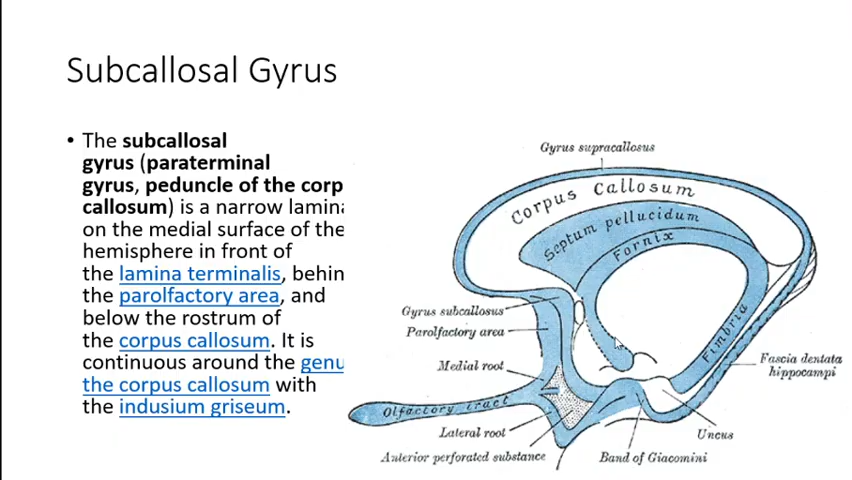 Subcallosal Gyrus
• The subcallosal
gyrus (paraterminal
gyrus, peduncle of the corp
callosum) is a narrow lamina
on the medial surface of the
hemisphere in front of
the lamina terminalis, behin
the parolfactory area, and
below the rostrum of
the corpus callosum. It is
continuous around the genu
the corpus callosum with
the indusium griseum.
Gyrus supracallosus
Corpus Callosum
Septum pellucidum
Fornix
Gyrus subcallosus
Parolfactory area
Fimbria
Medial root
Fascia dentata
hippocampi
Olfactory tract
Lateral root
Uncus
Anterior perforated substance
Band of Giacomini